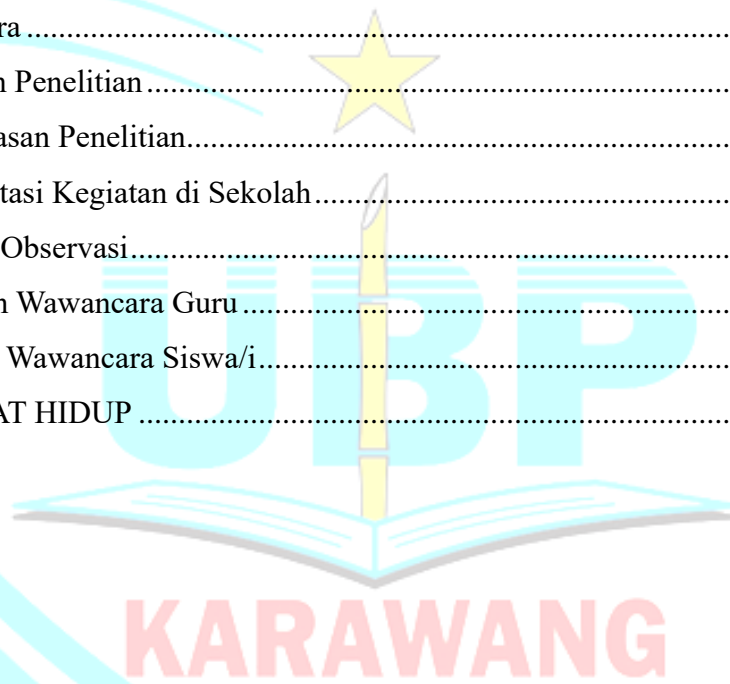 ra ........................................................................
n Penelitian ............................................................
asan Penelitian.......................................................
tasi Kegiatan di Sekolah..........................................
Observasi................................................................
n Wawancara Guru ...................................................
Wawancara Siswa/i.................................................
AT HIDUP ..............................................................
UBP
KARAWANG